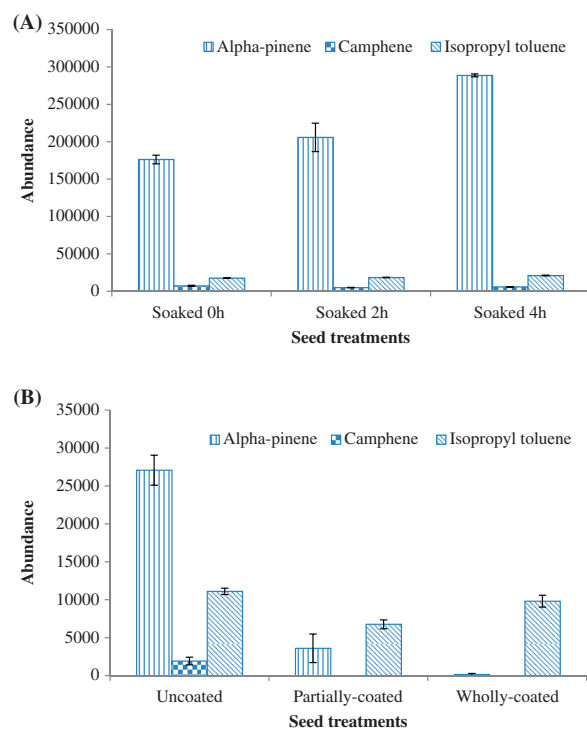 (A)
Alpha-pinene Camphene Isopropyl toluene
350000
300000
250000
200000
150000
100000
50000
0
Abundance
Soaked 0h Soaked 2h Soaked 4h
Seed treatments
(B)
35000
Alpha-pinene Camphene Isopropyl toluene
30000
25000
20000
15000
10000
5000
0
Abundance
Uncoated Partially-coated Wholly-coated
Seed treatments